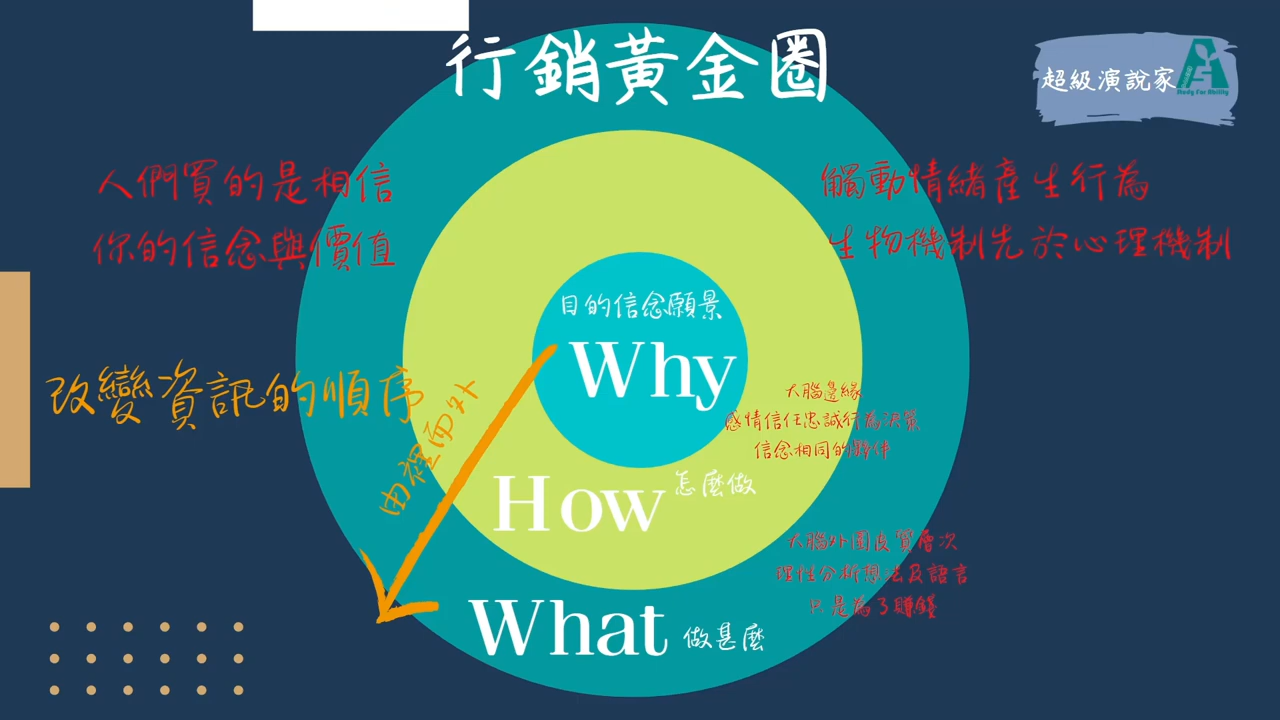 行銷黃金圈
超級演說家
Ready For Ability
人們買的是相信
你的信念與價值
觸動情緒產生行為
生物機制先於心理機制
目的信念願景
Why
改變資訊的順序
由裡而外
大腦邊緣
感情信任忠誠行為決策
信念相同的夥伴
How 怎麼做
大腦外圍皮質層次
理性分析想法及語言
只是為了賺錢
What 做甚麼